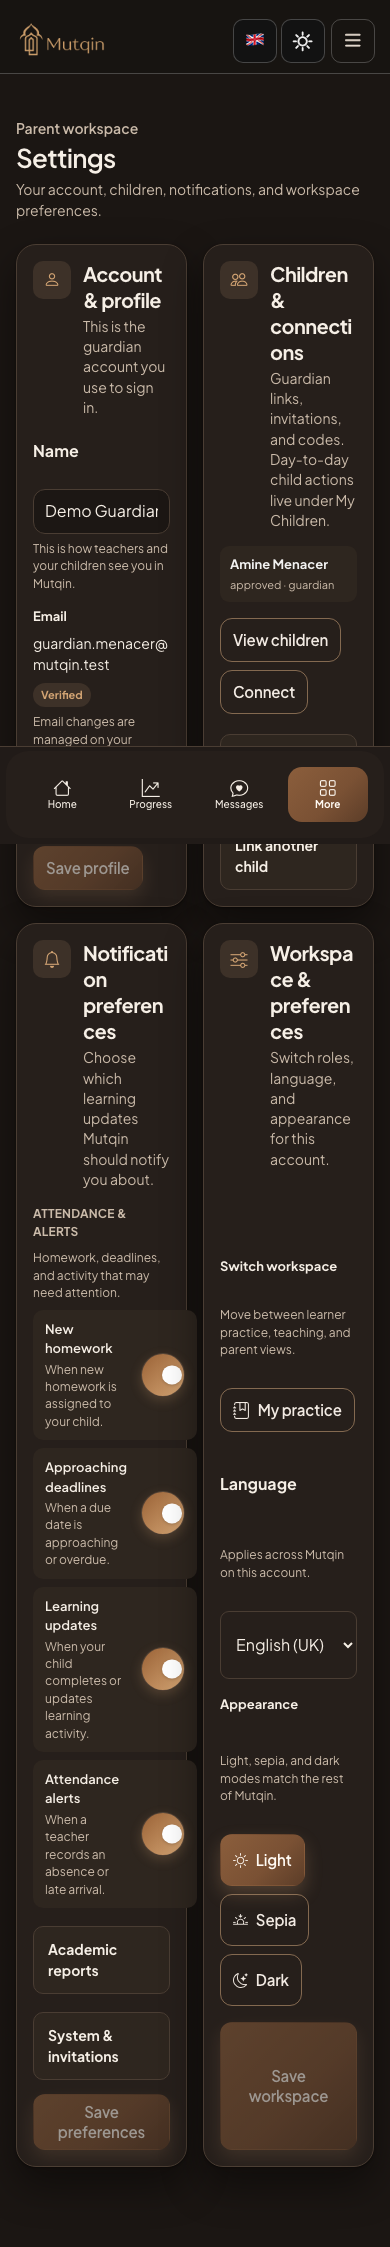 Mutqin
Parent workspace
Settings
Your account, children, notifications, and workspace
preferences.
Account
& profile
This is the
guardian
account you
use to sign
in.
Name
Demo Guardian
This is how teachers and
your children see you in
Mutqin.
Email
guardian.menacer@
mutqin.test
Verified
Email changes are
managed on your
Save profile
Children
&
connecti
ons
Guardian
links,
invitations,
and codes.
Day-to-day
child actions
live under My
Children.
Amine Menacer
approved · guardian
View children
Connect
Link another
child
Home
Progress
Messages
More
Notificati
on
preferen
ces
Choose
which
learning
updates
Mutqin
should notify
you about.
ATTENDANCE &
ALERTS
Homework, deadlines,
and activity that may
need attention.
New
homework
When new
homework is
assigned to
your child.
Approaching
deadlines
When a due
date is
approaching
or overdue.
Learning
updates
When your
child
completes or
updates
learning
activity.
Attendance
alerts
When a
teacher
records an
absence or
late arrival.
Academic
reports
System &
invitations
Save
preferences
Workspa
ce &
preferen
ces
Switch roles,
language,
and
appearance
for this
account.
Switch workspace
Move between learner
practice, teaching, and
parent views.
My practice
Language
Applies across Mutqin
on this account.
English (UK)
Appearance
Light, sepia, and dark
modes match the rest
of Mutqin.
Light
Sepia
Dark
Save
workspace